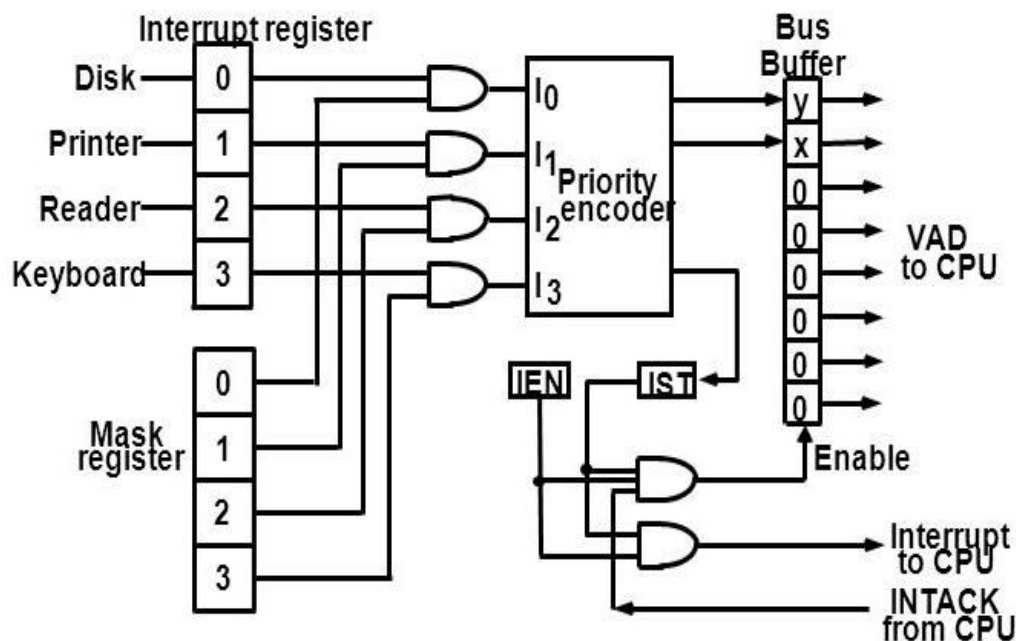 Interrupt register
Disk
Printer
Reader
Keyboard
0
1
2
3
Mask
register
0
1
2
3
I0
I1
I2
I3
Priority
encoder
IEN
IST
Bus
Buffer
y
x
0
0
0
0
0
0
VAD
to CPU
Enable
Interrupt
to CPU
INTACK
from CPU